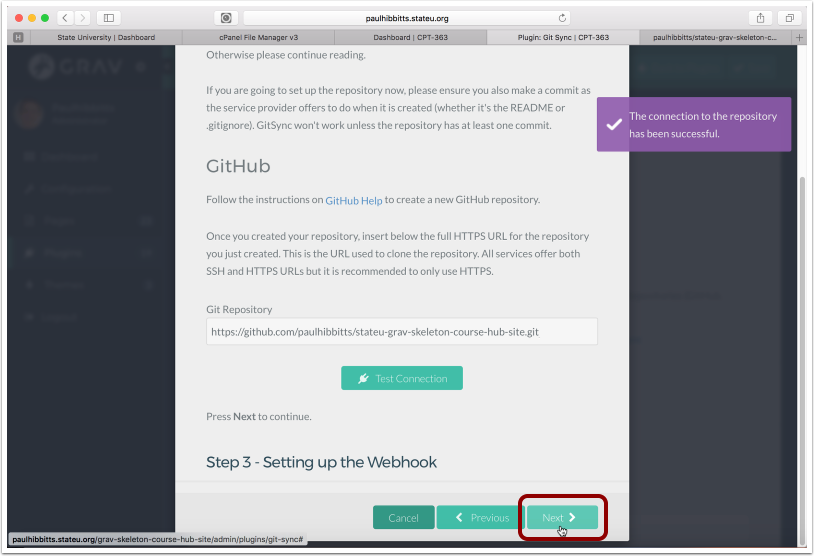 paulhibbitts.stateu.org
H
State University | Dashboard
cPanel File Manager v3
Dashboard | CPT-363
Plugin: Git Sync | CPT-363
paulhibbitts/stateu-grav-skeleton-c...
+
GRAV
Otherwise please continue reading.
If you are going to set up the repository now, please ensure you also make a commit as
the service provider offers to do when it is created (whether it's the README or
.gitignore). GitSync won't work unless the repository has at least one commit.
The connection to the repository
has been successful.
GitHub
Follow the instructions on GitHub Help to create a new GitHub repository.
Once you created your repository, insert below the full HTTPS URL for the repository
you just created. This is the URL used to clone the repository. All services offer both
SSH and HTTPS URLs but it is recommended to only use HTTPS.
Git Repository
https://github.com/paulhibbitts/stateu-grav-skeleton-course-hub-site.git
Test Connection
Press Next to continue.
Step 3 - Setting up the Webhook
Cancel
Previous
Next
paulhibbitts.stateu.org/grav-skeleton-course-hub-site/admin/plugins/git-sync#